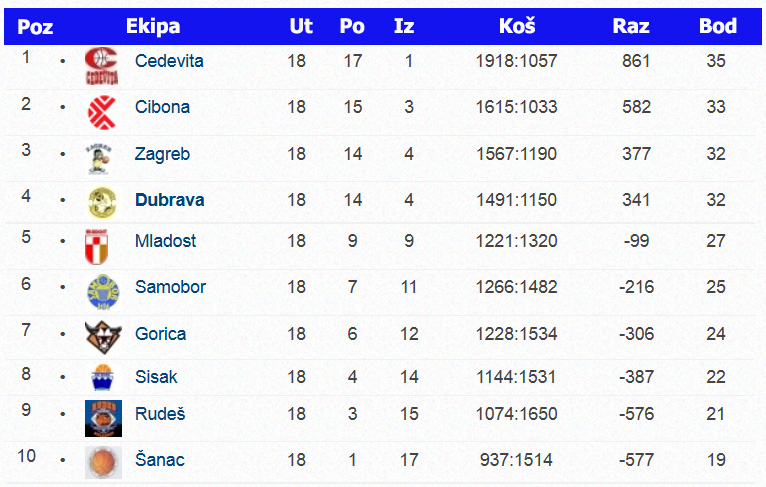 Poz Ekipa Ut Po Iz Koš Raz Bod
1 • CEDEVITA Cedevita 18 17 1 1918:1057 861 35
2 • Cibona 18 15 3 1615:1033 582 33
3 • ZAGREB Zagreb 18 14 4 1567:1190 377 32
4 • Dubrava 18 14 4 1491:1150 341 32
5 • Mladost 18 9 9 1221:1320 -99 27
6 • Samobor 18 7 11 1266:1482 -216 25
7 • Gorica 18 6 12 1228:1534 -306 24
8 • Sisak 18 4 14 1144:1531 -387 22
9 • Rudeš 18 3 15 1074:1650 -576 21
10 • Šanac 18 1 17 937:1514 -577 19